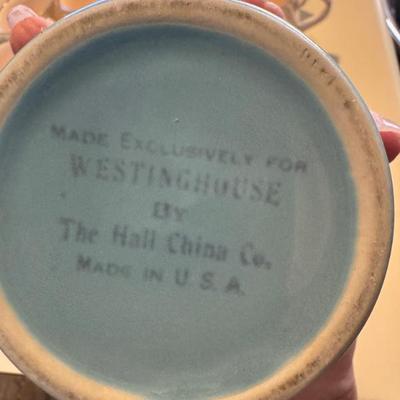 MADE EXCLUSIVELY FOR
WESTINGHOUSE
BY
The Hall China Co.
MADE IN U. S. A.